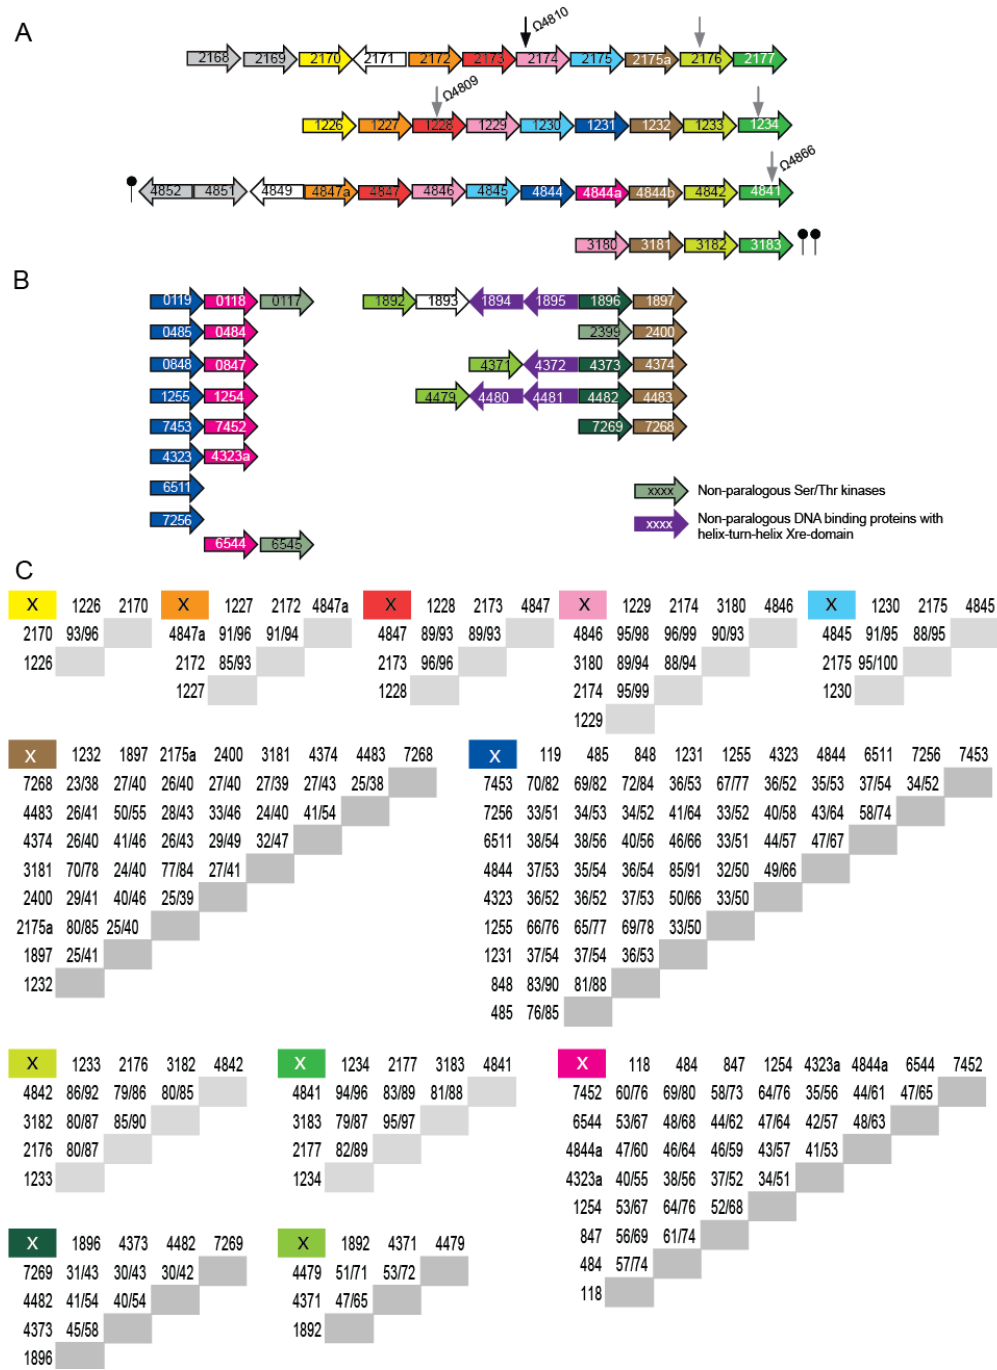 A
Ω4810
2168 2169 2170 2171 2172 2173 2174 2175 2175a 2176 2177
Ω4809
1226 1227 1228 1229 1230 1231 1232 1233 1234
Ω4866
4852 4851 4849 4847a 4847 4846 4845 4844 4844a 4844b 4842 4841
3180 3181 3182 3183
B
0119 0118 0117 1892 1893 1894 1895 1896 1897
0485 0484 2399 2400
0848 0847 4371 4372 4373 4374
1255 1254 4479 4480 4481 4482 4483
7453 7452 7269 7268
4323 4323a
6511
xxxx Non-paralogous Ser/Thr kinases
7256
xxxx Non-paralogous DNA binding proteins with
helix-turn-helix Xre-domain
6544 6545
C
X 1226 2170 X 1227 2172 4847a X 1228 2173 4847 X 1229 2174 3180 4846 X 1230 2175 4845
2170 93/96 4847a 91/96 91/94 4847 89/93 89/93 4846 95/98 96/99 90/93 4845 91/95 88/95
1226 2172 85/93 2173 96/96 3180 89/94 88/94 2175 95/100
1227 1228 2174 95/99 1230
1229
X 1232 1897 2175a 2400 3181 4374 4483 7268 X 119 485 848 1231 1255 4323 4844 6511 7256 7453
7268 23/38 27/40 26/40 27/40 27/39 27/43 25/38 7453 70/82 69/82 72/84 36/53 67/77 36/52 35/53 37/54 34/52
4483 26/41 50/55 28/43 33/46 24/40 41/54 7256 33/51 34/53 34/52 41/64 33/52 40/58 43/64 58/74
4374 26/40 41/46 26/43 29/49 32/47 6511 38/54 38/56 40/56 46/66 33/51 44/57 47/67
3181 70/78 24/40 77/84 27/41 4844 37/53 35/54 36/54 85/91 32/50 49/66
2400 29/41 40/46 25/39 4323 36/52 36/52 37/53 50/66 33/50
2175a 80/85 25/40 1255 66/76 65/77 69/78 33/50
1897 25/41 1231 37/54 37/54 36/53
1232 848 83/90 81/88
485 76/85
X 1233 2176 3182 4842 X 1234 2177 3183 4841 X 118 484 847 1254 4323a 4844a 6544 7452
4842 86/92 79/86 80/85 4841 94/96 83/89 81/88 7452 60/76 69/80 58/73 64/76 35/56 44/61 47/65
3182 80/87 85/90 3183 79/87 95/97 6544 53/67 48/68 44/62 47/64 42/57 48/63
2176 80/87 2177 82/89 4844a 47/60 46/64 46/59 43/57 41/53
1233 1234 4323a 40/55 38/56 37/52 34/51
1254 53/67 64/76 52/68
X 1896 4373 4482 7269 X 1892 4371 4479 847 56/69 61/74
7269 31/43 30/43 30/42 4479 51/71 53/72 484 57/74
4482 41/54 40/54 4371 47/65 118
4373 45/58 1892
1896